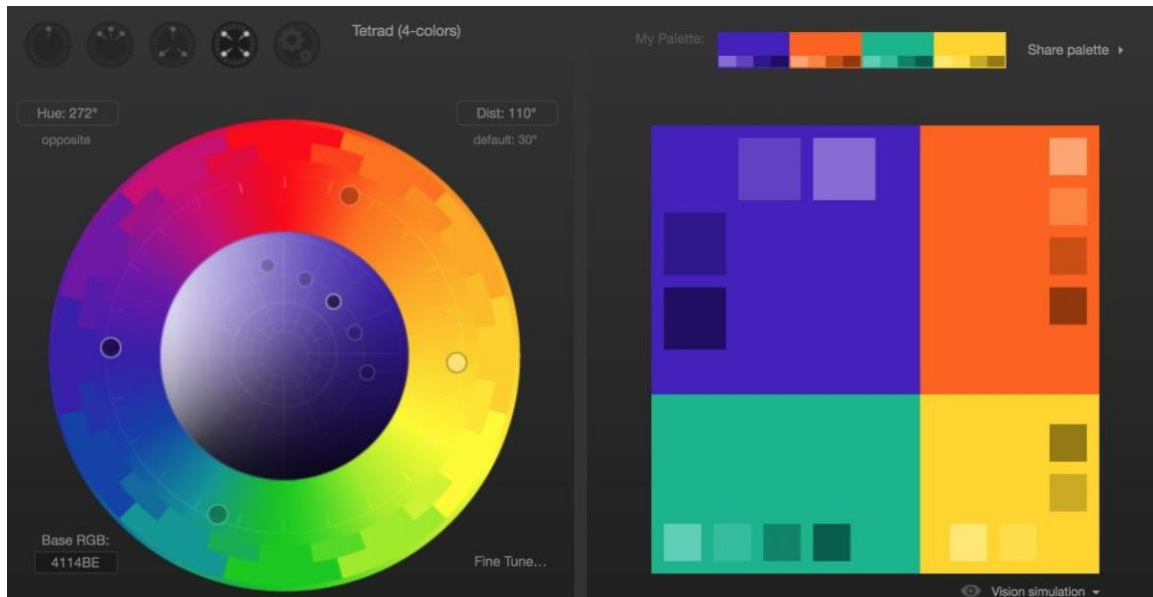 Tetrad (4-colors)
Hue: 272°
opposite
Dist: 110°
default: 30°
Base RGB:
4114BE
Fine Tune...
My Palette:
Share palette
Vision simulation